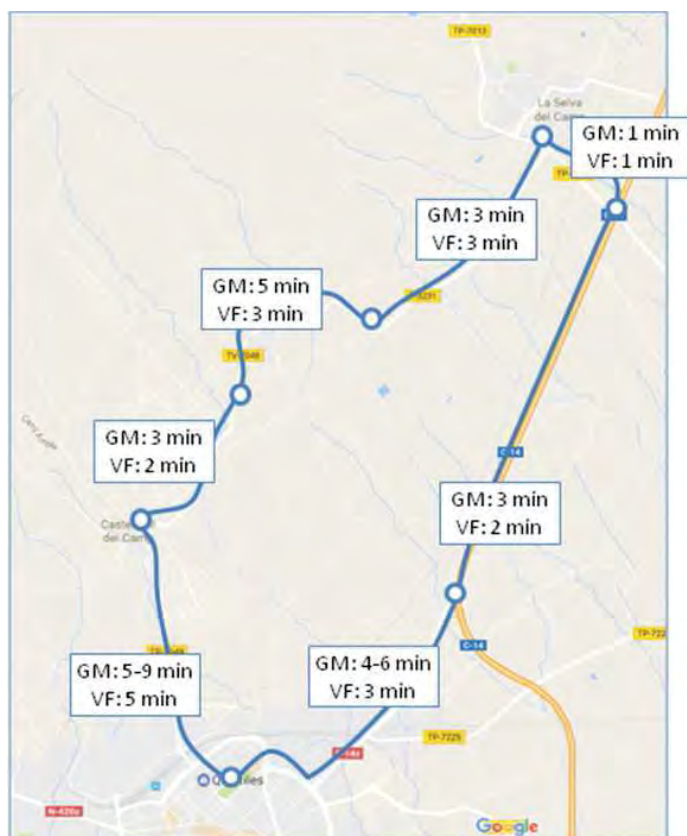 TP-7013
La Selva
del Camp
GM: 1 min
VF: 1 min
GM: 3 min
VF: 3 min
GM: 5 min
VF: 3 min
GM: 3 min
VF: 2 min
C-14
GM: 3 min
VF: 2 min
del Camp
GM: 5-9 min
VF: 5 min
GM: 4-6 min
VF: 3 min
C-14
TP-722
TP-7225
N-420a
Google